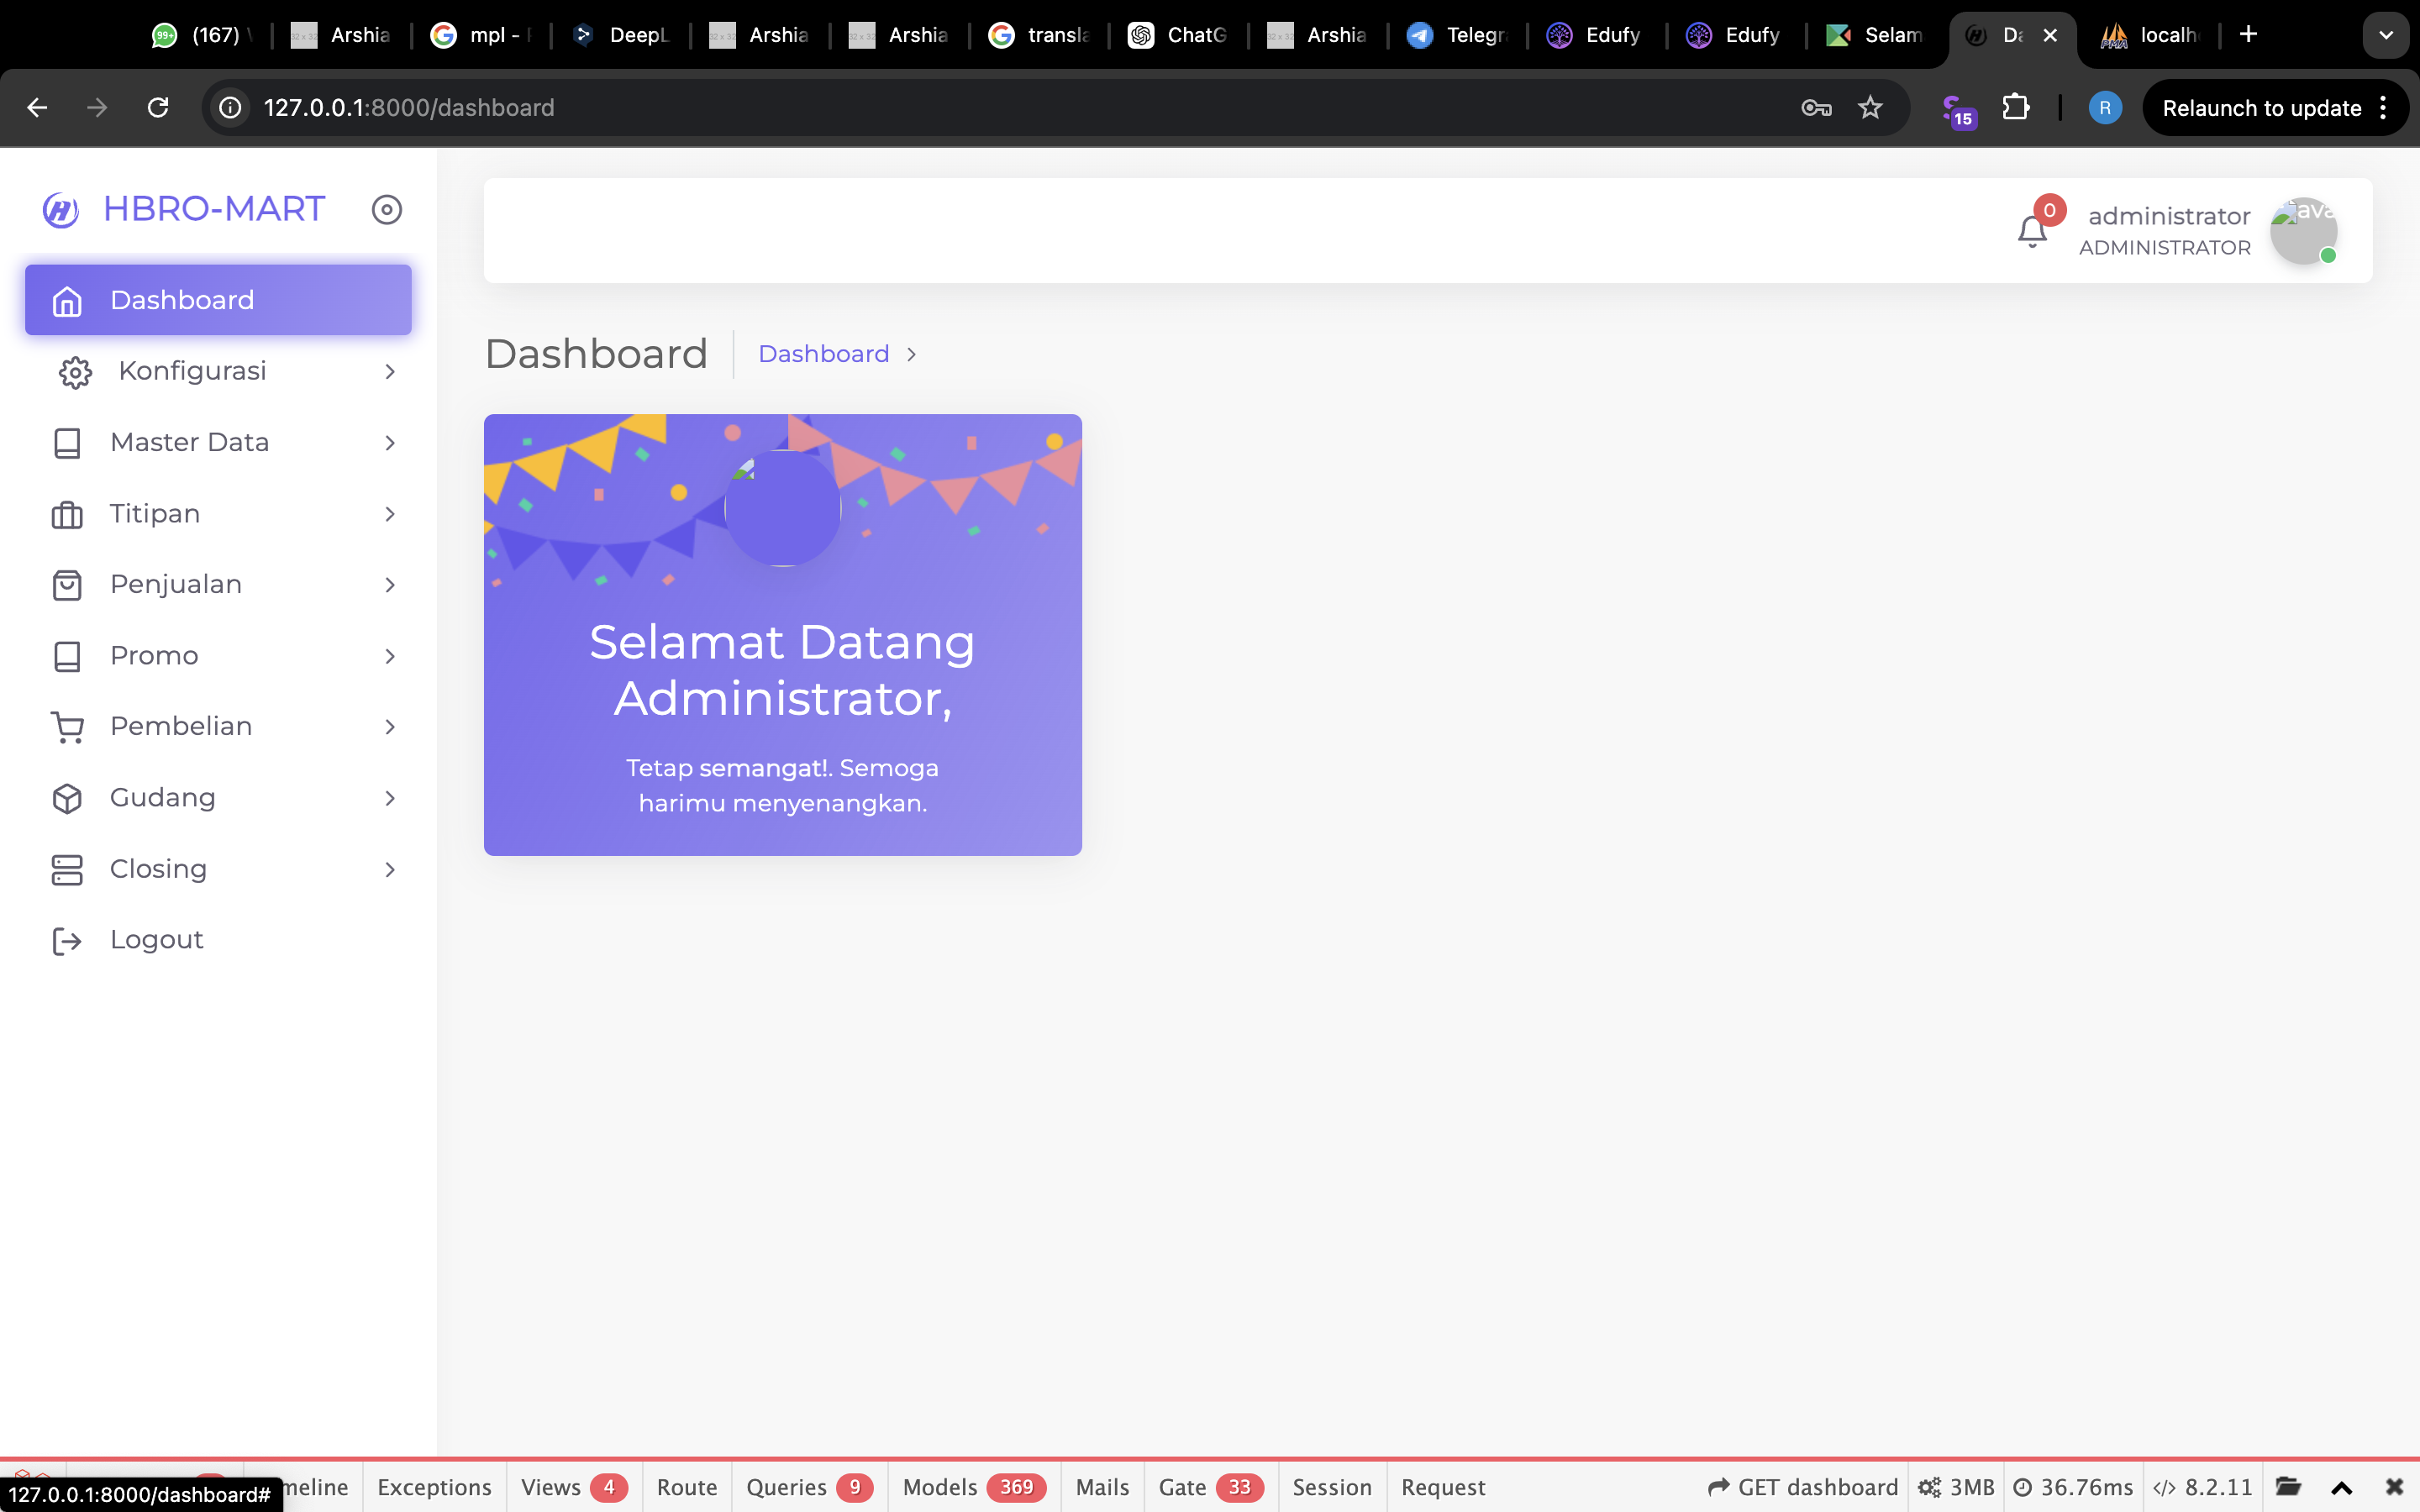 99+ (167)
Arshia
mpl -
DeepL
Arshia
Arshia
transla
ChatG
Arshia
Telegr
Edufy
Edufy
Selam
Da
PMA localh
127.0.0.1:8000/dashboard
15
R
Relaunch to update
HBRO-MART
0
administrator
ADMINISTRATOR
ava
Dashboard
Konfigurasi
Master Data
Titipan
Penjualan
Promo
Pembelian
Gudang
Closing
Logout
Dashboard
Dashboard
Selamat Datang
Administrator,
Tetap semangat!. Semoga
harimu menyenangkan.
127.0.0.1:8000/dashboard#
meline
Exceptions
Views 4
Route
Queries 9
Models 369
Mails
Gate 33
Session
Request
GET dashboard
3MB
36.76ms
8.2.11